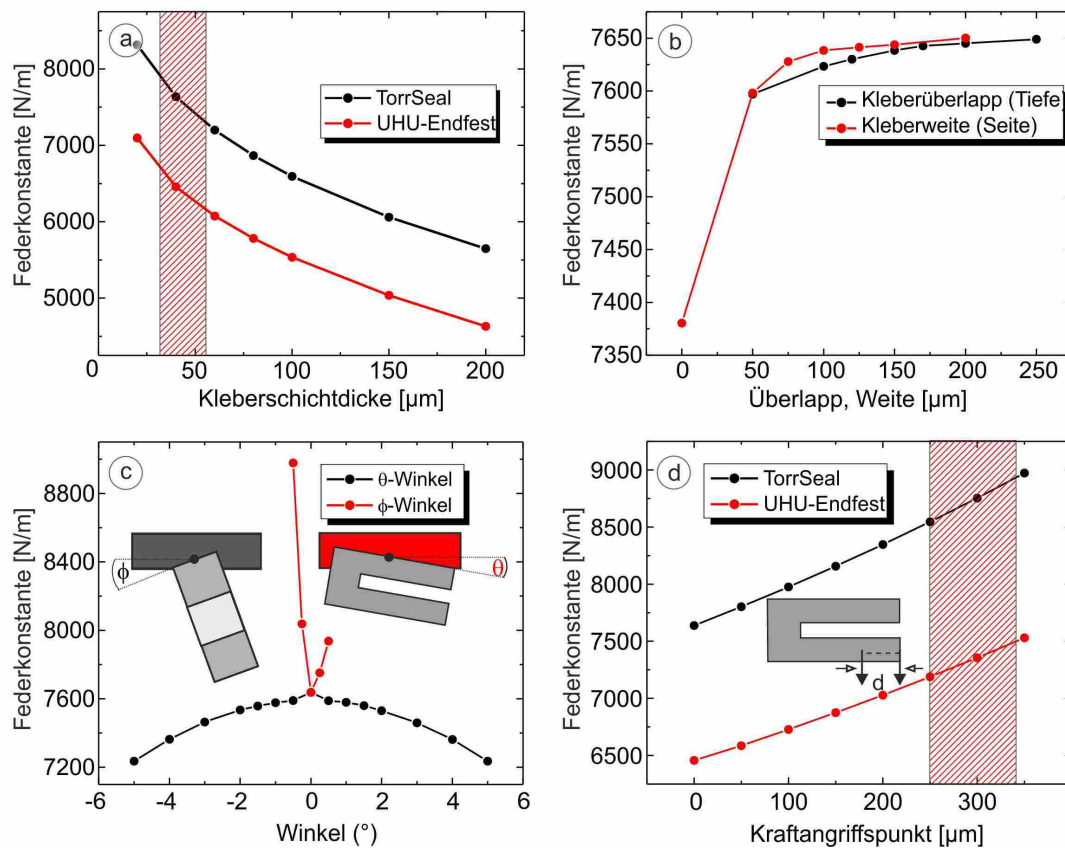 a
Federkonstante [N/m]
8000
7000
6000
5000
0
50
100
150
200
Kleberschichtdicke [µm]
TorrSeal
UHU-Endfest
b
Federkonstante [N/m]
7650
7600
7550
7500
7450
7400
7350
0
50
100
150
200
250
Überlapp, Weite [µm]
Kleberüberlapp (Tiefe)
Kleberweite (Seite)
c
Federkonstante [N/m]
8800
8400
8000
7600
7200
-6
-4
-2
0
2
4
6
Winkel (°)
θ-Winkel
ϕ-Winkel
ϕ
θ
d
Federkonstante [N/m]
9000
8500
8000
7500
7000
6500
0
100
200
300
Kraftangriffspunkt [µm]
TorrSeal
UHU-Endfest
d